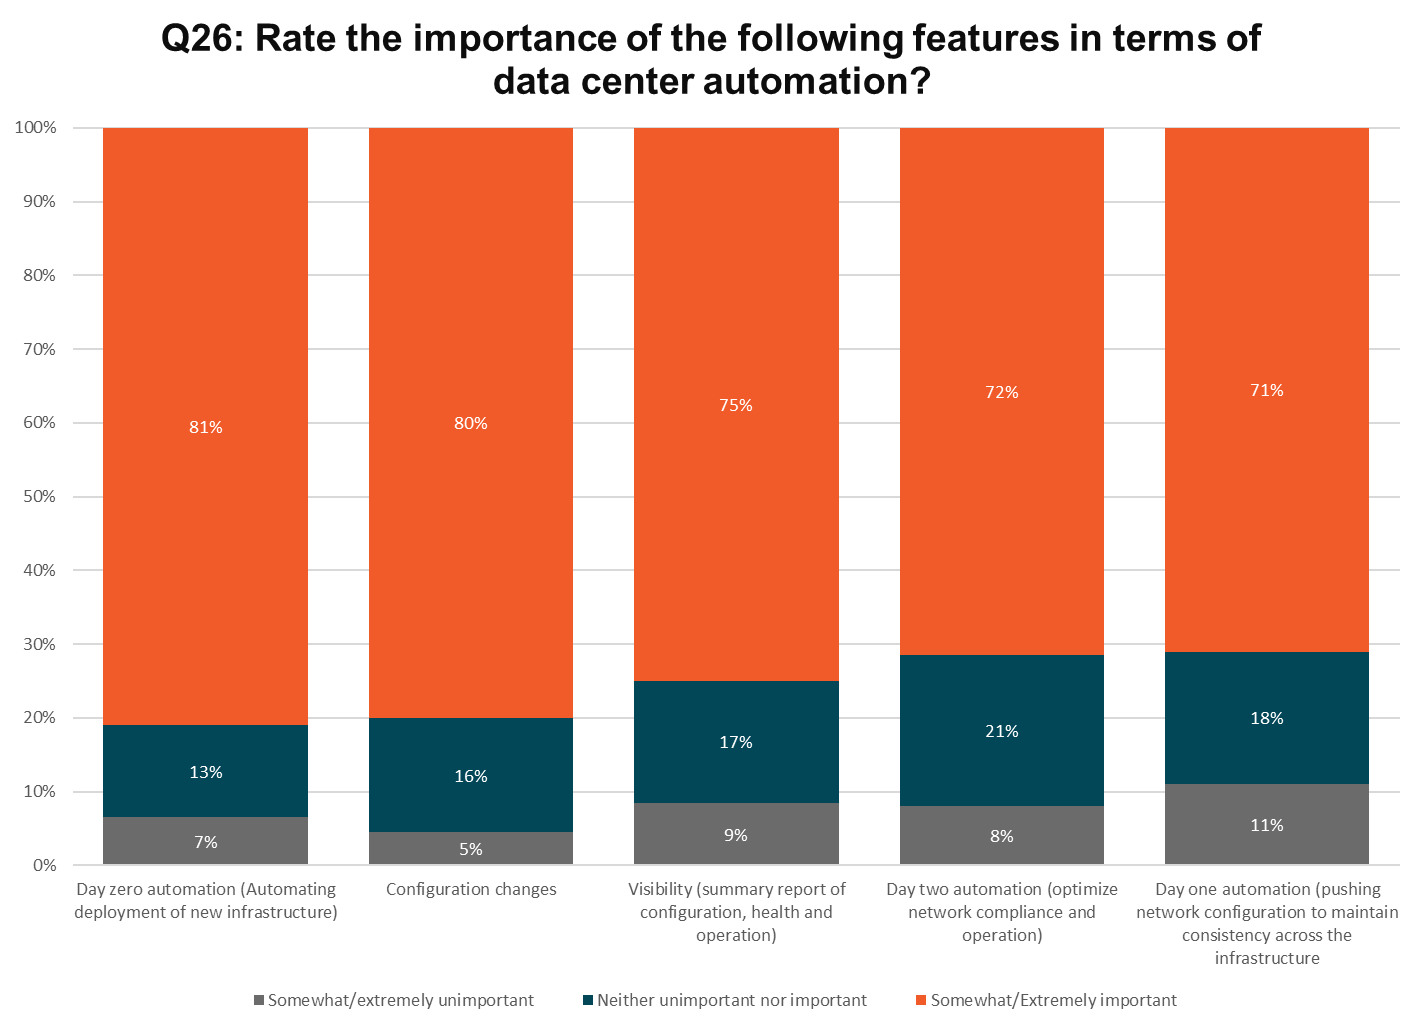 Q26: Rate the importance of the following features in terms of
data center automation?
100%
90%
80%
70%
60%
50%
40%
30%
20%
10%
0%
81%
80%
75%
72%
71%
13%
16%
17%
21%
18%
7%
5%
9%
8%
11%
Day zero automation (Automating
deployment of new infrastructure)
Configuration changes
Visibility (summary report of
configuration, health and
operation)
Day two automation (optimize
network compliance and
operation)
Day one automation (pushing
network configuration to maintain
consistency across the
infrastructure
Somewhat/extremely unimportant
Neither unimportant nor important
Somewhat/Extremely important